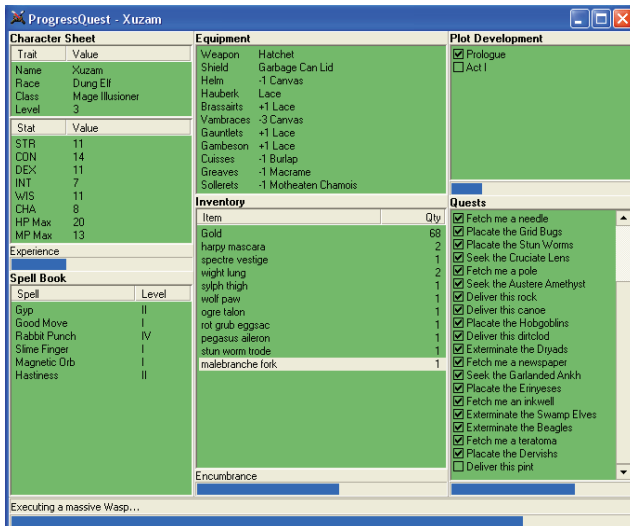 ProgressQuest - Xuzam
Character Sheet
Trait Value
Name Xuzam
Race Dung Elf
Class Mage Illusioner
Level 3
Stat Value
STR 11
CON 14
DEX 11
INT 7
WIS 11
CHA 8
HP Max 20
MP Max 13
Experience
Spell Book
Spell Level
Gyp II
Good Move I
Rabbit Punch IV
Slime Finger I
Magnetic Orb I
Hastiness II
Equipment
Weapon Hatchet
Shield Garbage Can Lid
Helm -1 Canvas
Hauberk Lace
Brassairts +1 Lace
Vambraces -3 Canvas
Gauntlets +1 Lace
Gambeson +1 Lace
Cuisses -1 Burlap
Greaves -1 Macrame
Sollerets -1 Motheaten Chamois
Inventory
Item Qty
Gold 68
harpy mascara 2
spectre vestige 1
wight lung 2
sylph thigh 1
wolf paw 1
ogre talon 1
rot grub eggsac 1
pegasus aileron 1
stun worm trode 1
malebranche fork 1
Encumbrance
Plot Development
Prologue
Act I
Quests
Fetch me a needle
Placate the Grid Bugs
Placate the Stun Worms
Seek the Cruciate Lens
Fetch me a pole
Seek the Austere Amethyst
Deliver this rock
Deliver this canoe
Placate the Hobgoblins
Deliver this dirtclod
Exterminate the Dryads
Fetch me a newspaper
Seek the Garlanded Ankh
Placate the Erinyeses
Fetch me an inkwell
Exterminate the Swamp Elves
Exterminate the Beagles
Fetch me a teratoma
Placate the Dervishs
Deliver this pint
Executing a massive Wasp...